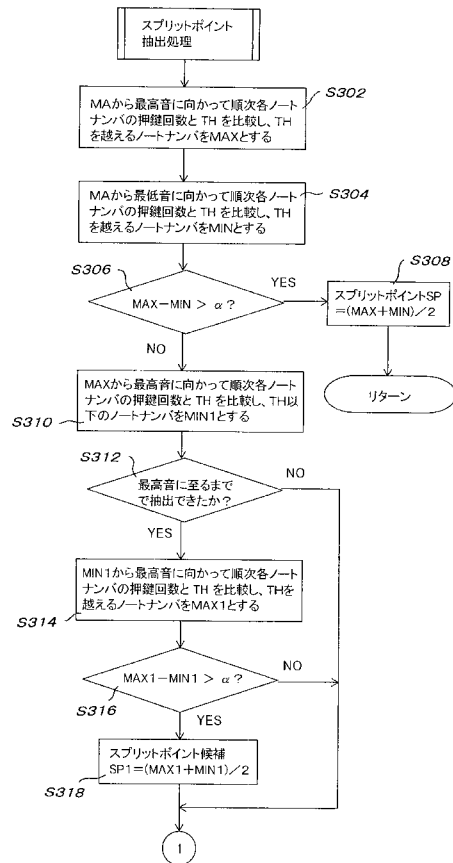 スプリットポイント
抽出処理
S302
MAから最高音に向かって順次各ノート
ナンバの押鍵回数と TH を比較し、TH
を越えるノートナンバをMAXとする
S304
MAから最低音に向かって順次各ノート
ナンバの押鍵回数と TH を比較し、TH
を越えるノートナンバをMINとする
S306
MAX−MIN > α?
YES
S308
スプリットポイントSP
=(MAX+MIN)/2
NO
リターン
MAXから最高音に向かって順次各ノート
ナンバの押鍵回数と TH を比較し、TH以
下のノートナンバをMIN1とする
S310
S312
最高音に至るまで
で抽出できたか?
NO
YES
MIN1から最高音に向かって順次各ノート
ナンバの押鍵回数と TH を比較し、THを
越えるノートナンバをMAX1とする
S314
MAX1−MIN1 > α?
NO
S316
YES
スプリットポイント候補
SP1=(MAX1+MIN1)/2
S318
1